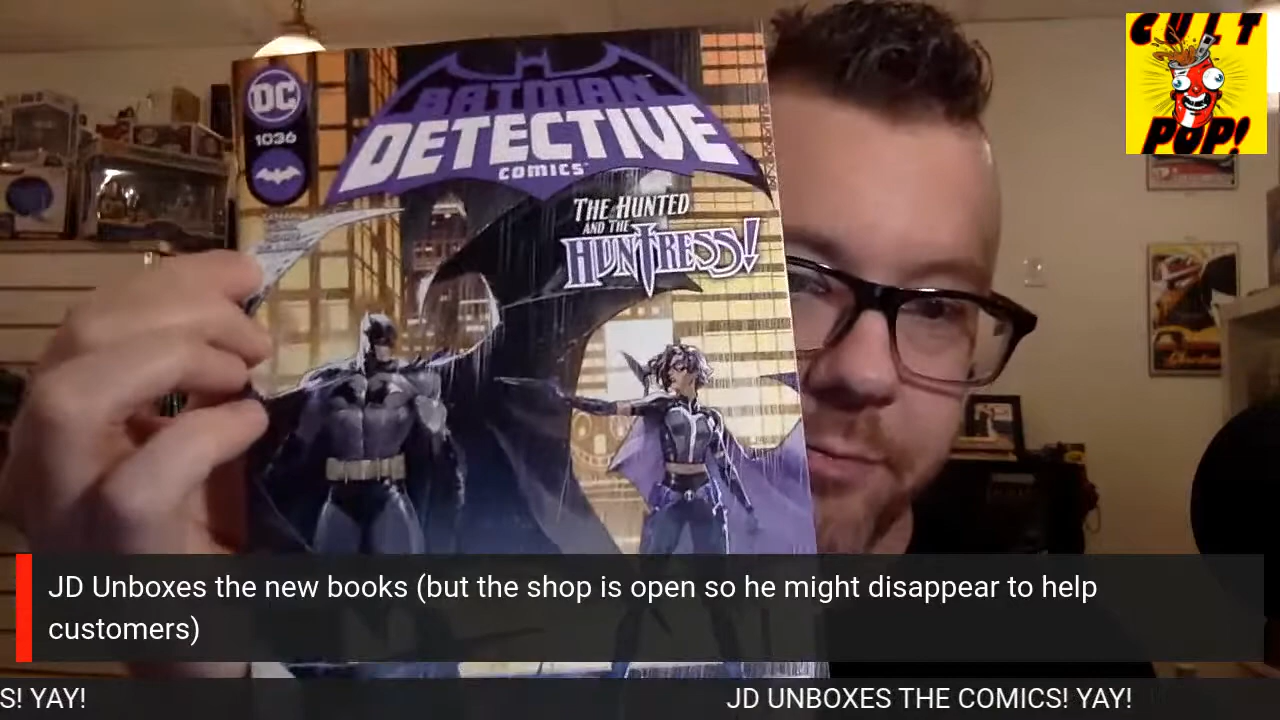 CULT
POP!
DC
1036
BATMAN
DETECTIVE
COMICS
THE HUNTED
AND THE
HUNTRESS!
JD Unboxes the new books (but the shop is open so he might disappear to help
customers)
S! YAY!
JD UNBOXES THE COMICS! YAY!